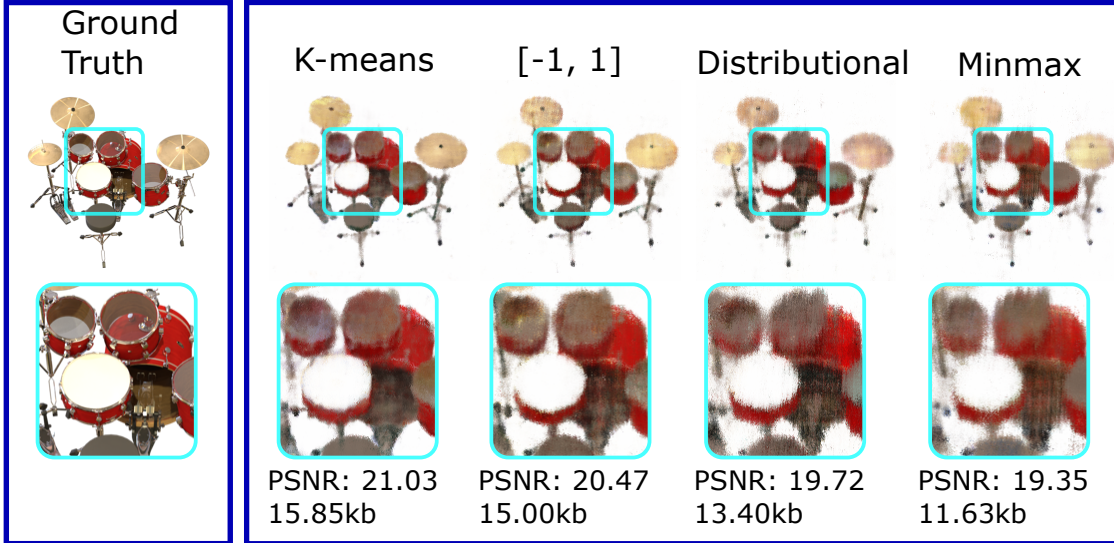 Ground
Truth
K-means
[-1, 1]
Distributional
Minmax
PSNR: 21.03
15.85kb
PSNR: 20.47
15.00kb
PSNR: 19.72
13.40kb
PSNR: 19.35
11.63kb